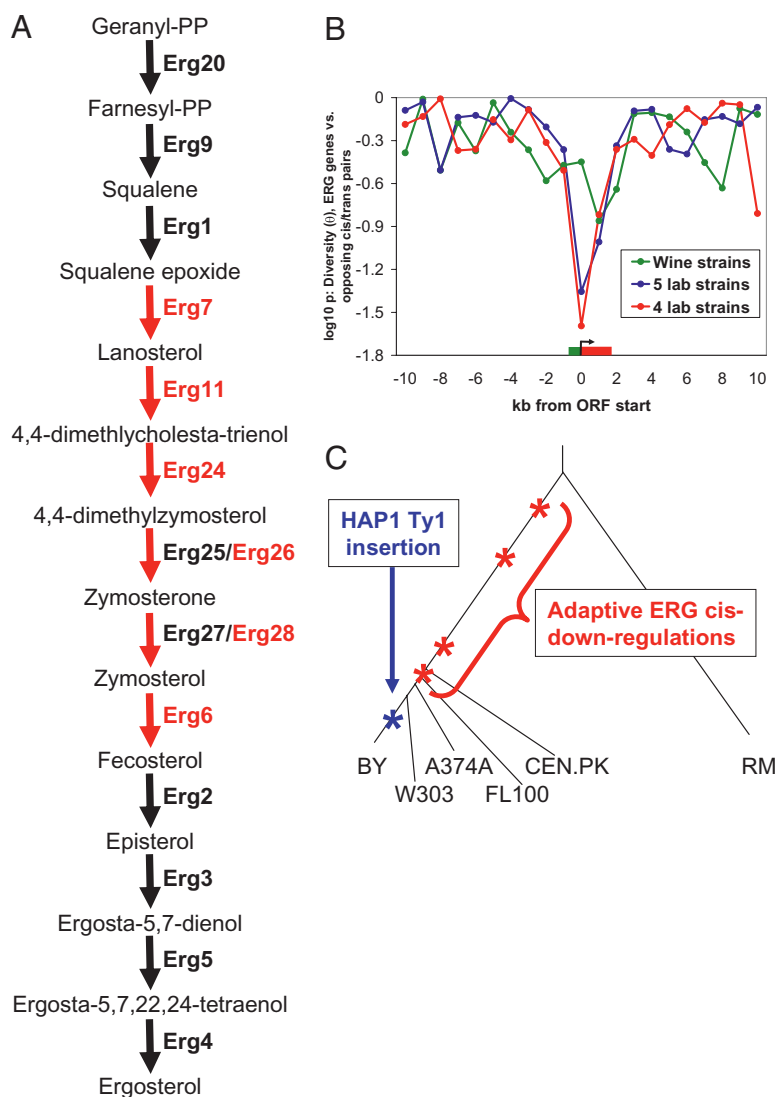 A
Geranyl-PP
Erg20
Farnesyl-PP
Erg9
Squalene
Erg1
Squalene epoxide
Erg7
Lanosterol
Erg11
4,4-dimethlycholesta-trienol
Erg24
4,4-dimethylzymosterol
Erg25/Erg26
Zymosterone
Erg27/Erg28
Zymosterol
Erg6
Fecosterol
Erg2
Episterol
Erg3
Ergosta-5,7-dienol
Erg5
Ergosta-5,7,22,24-tetraenol
Erg4
Ergosterol
B
log10 p: Diversity (θ), ERG genes vs.
opposing cis/trans pairs
0
-0.3
-0.6
-0.9
-1.2
-1.5
-1.8
Wine strains
5 lab strains
4 lab strains
-10 -8 -6 -4 -2 0 2 4 6 8 10
kb from ORF start
C
HAP1 Ty1
insertion
Adaptive ERG cis-
down-regulations
BY
W303
A374A
FL100
CEN.PK
RM